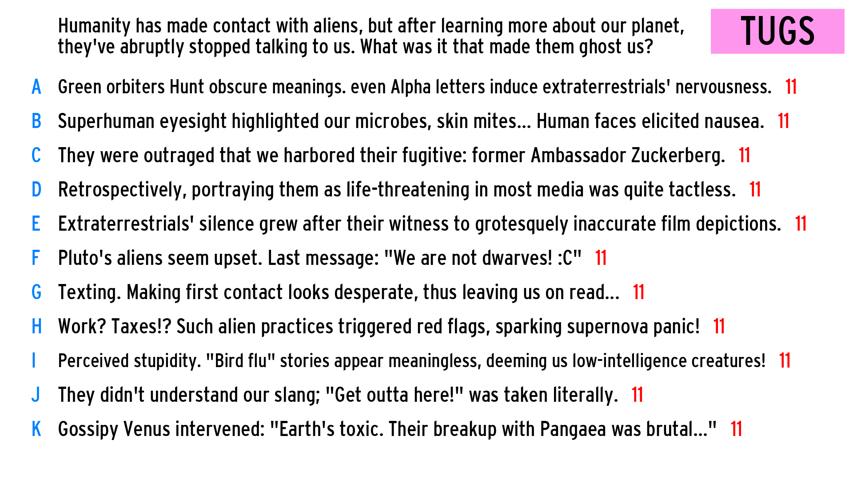 Humanity has made contact with aliens, but after learning more about our planet,
they've abruptly stopped talking to us. What was it that made them ghost us?
TUGS
A Green orbiters Hunt obscure meanings. even Alpha letters induce extraterrestrials' nervousness. 11
B Superhuman eyesight highlighted our microbes, skin mites... Human faces elicited nausea. 11
C They were outraged that we harbored their fugitive: former Ambassador Zuckerberg. 11
D Retrospectively, portraying them as life-threatening in most media was quite tactless. 11
E Extraterrestrials' silence grew after their witness to grotesquely inaccurate film depictions. 11
F Pluto's aliens seem upset. Last message: "We are not dwarves! :C" 11
G Texting. Making first contact looks desperate, thus leaving us on read... 11
H Work? Taxes!? Such alien practices triggered red flags, sparking supernova panic! 11
I Perceived stupidity. "Bird flu" stories appear meaningless, deeming us low-intelligence creatures! 11
J They didn't understand our slang; "Get outta here!" was taken literally. 11
K Gossipy Venus intervened: "Earth's toxic. Their breakup with Pangaea was brutal..." 11